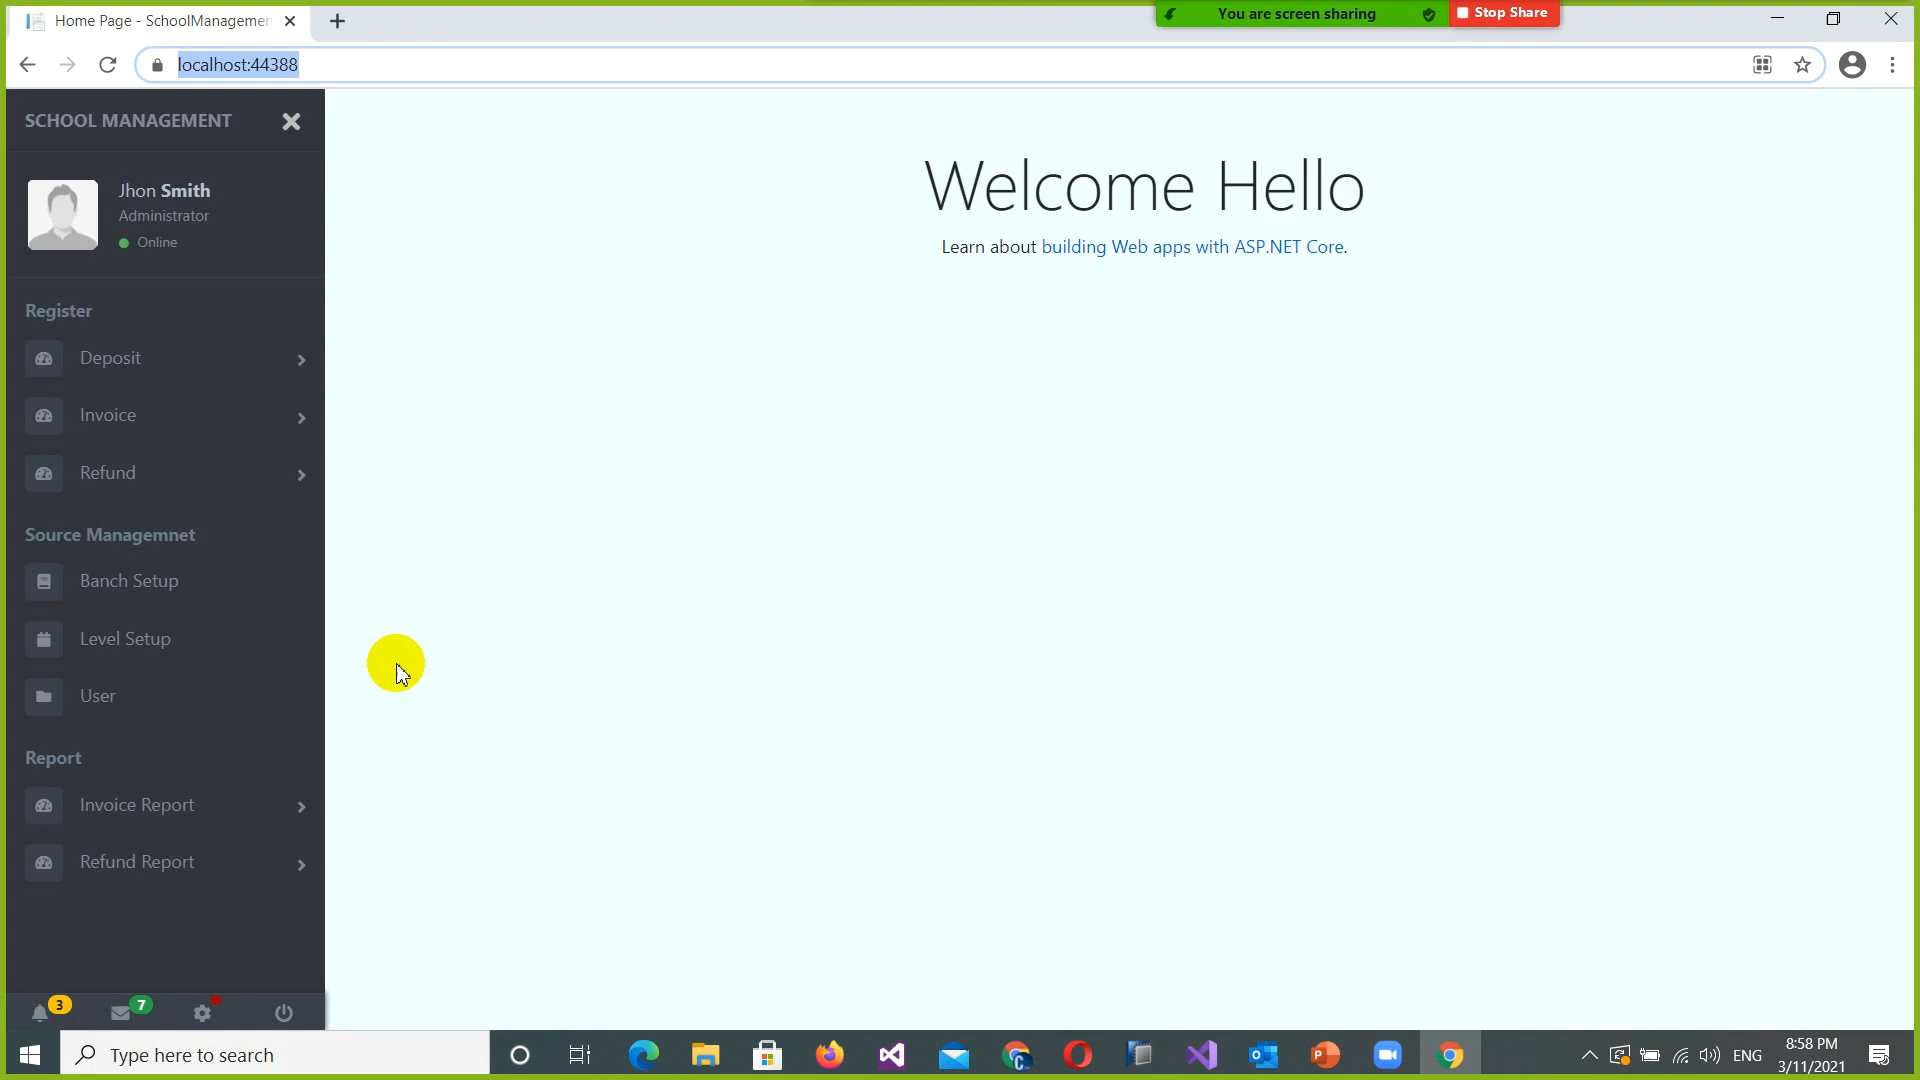 Home Page - SchoolManagemen
You are screen sharing
Stop Share
localhost:44388
SCHOOL MANAGEMENT
Jhon Smith
Administrator
Online
Register
Deposit
Invoice
Refund
Source Managemnet
Banch Setup
Level Setup
User
Report
Invoice Report
Refund Report
3
7
Welcome Hello
Learn about building Web apps with ASP.NET Core.
Type here to search
ENG
8:58 PM
3/11/2021